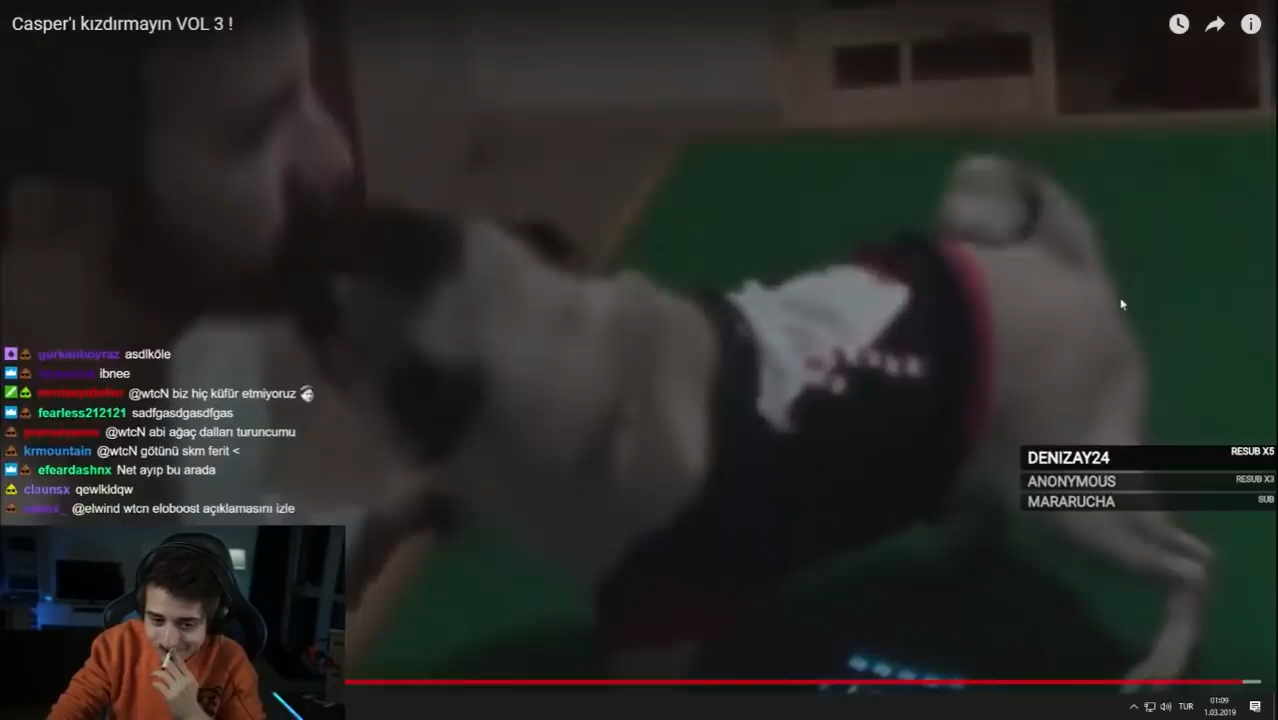 Casper'ı kızdırmayın VOL 3 !
gurkanboyraz asdlköle
ibnee
@wtcN biz hiç küfür etmiyoruz
fearless212121 sadfgasdgasdfgas
@wtcN abi ağaç dalları turuncumu
krmountain @wtcN götünü skm ferit <
efeardashnx Net ayıp bu arada
claunsx qewlkldqw
@elwind wtcn eloboost açıklamasını izle
DENIZAY24 RESUB X5
ANONYMOUS RESUB X3
MARARUCHA SUB
TUR
01:09
1.03.2019